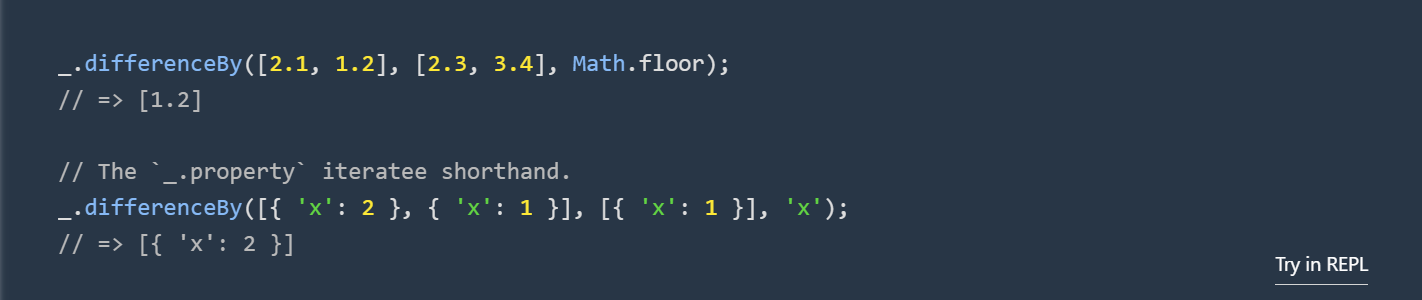 _.differenceBy([2.1, 1.2], [2.3, 3.4], Math.floor);
// => [1.2]
// The `_.property` iteratee shorthand.
_.differenceBy([{ 'x': 2 }, { 'x': 1 }], [{ 'x': 1 }], 'x');
// => [{ 'x': 2 }]
Try in REPL